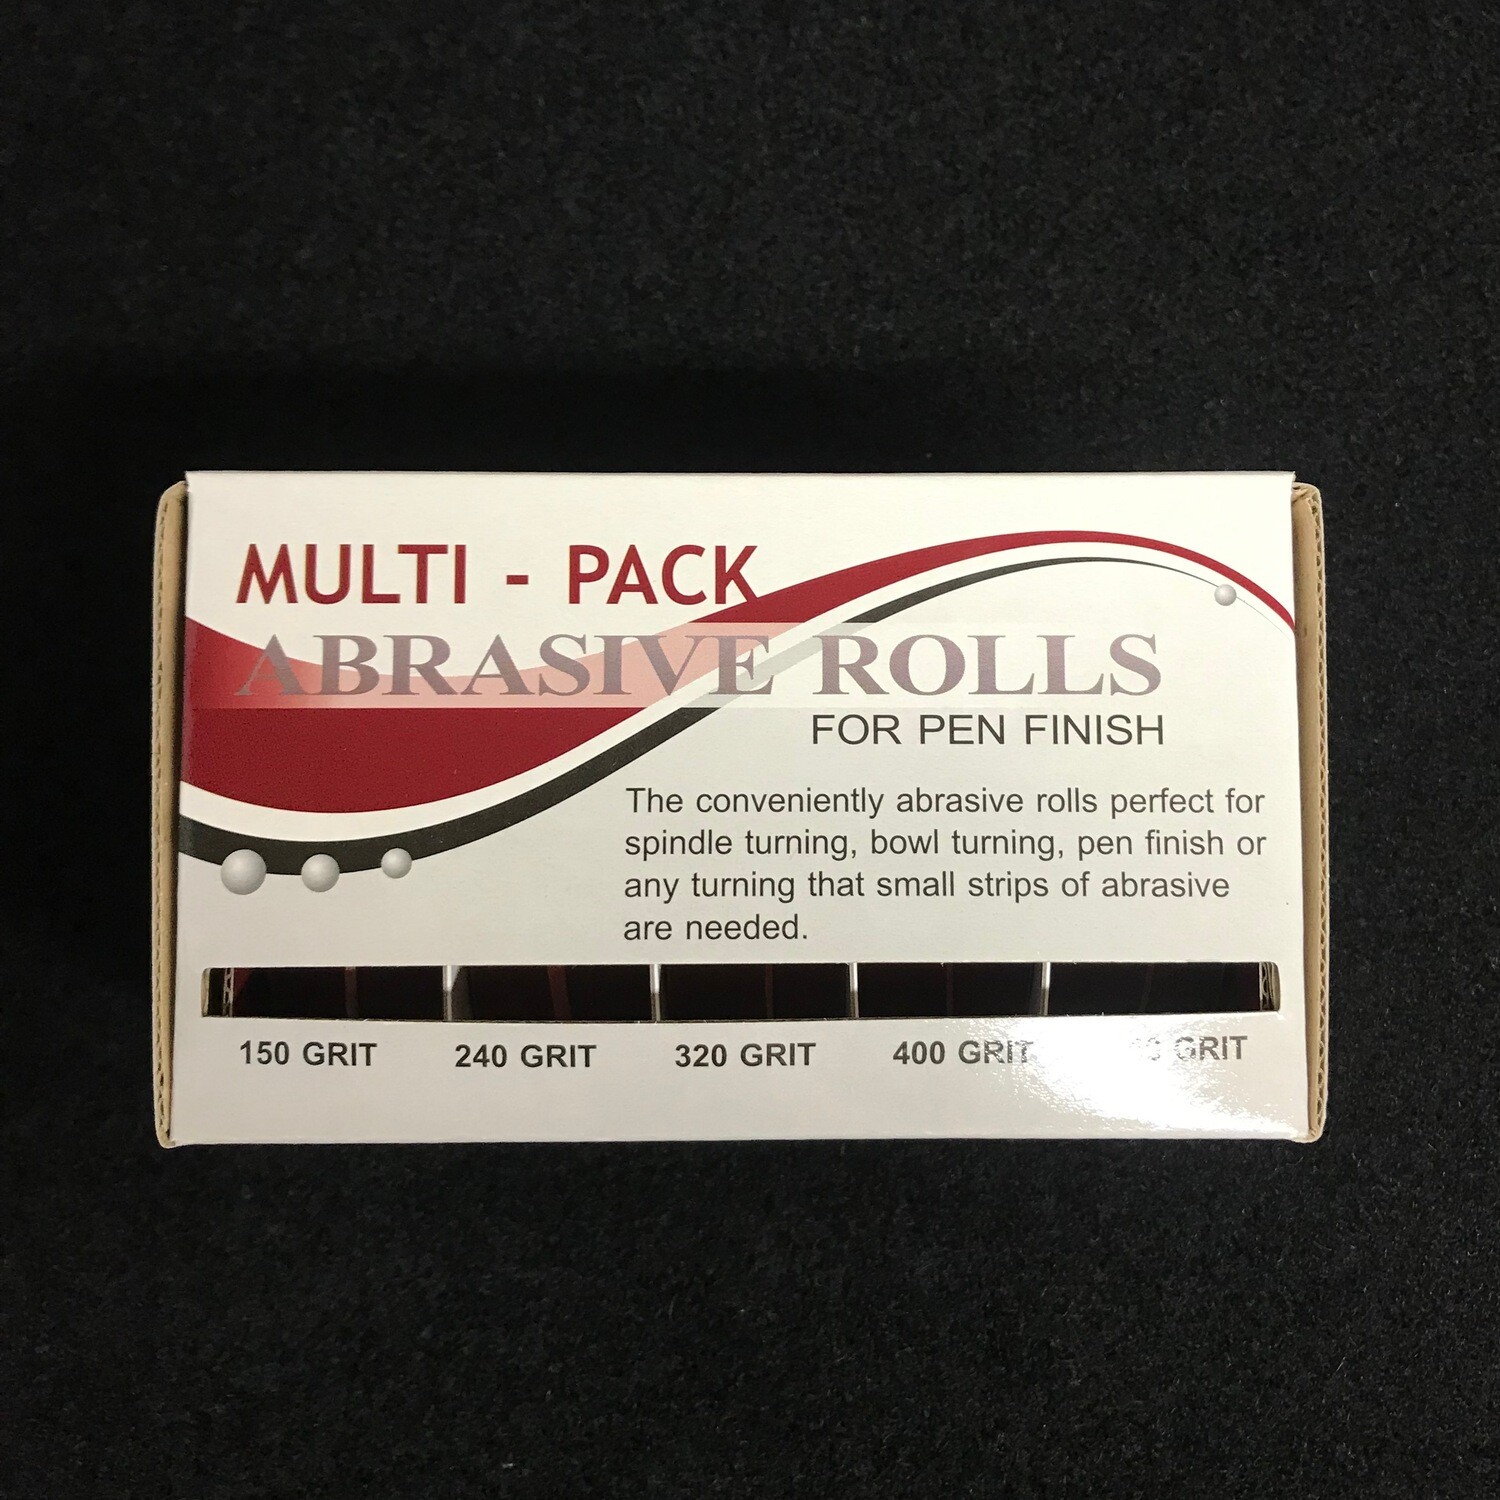 MULTI - PACK
ABRASIVE ROLLS
FOR PEN FINISH
The conveniently abrasive rolls perfect for
spindle turning, bowl turning, pen finish or
any turning that small strips of abrasive
are needed.
150 GRIT 240 GRIT 320 GRIT 400 GRIT GRIT